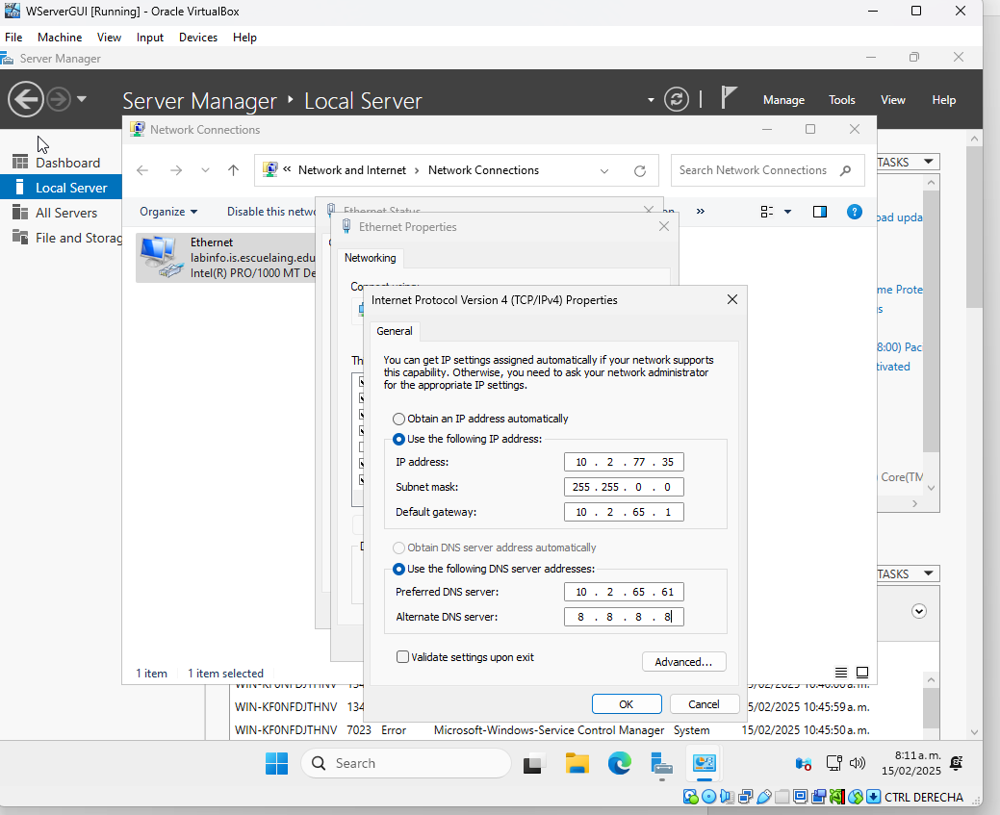 WServerGUI [Running] - Oracle VirtualBox
File Machine View Input Devices Help
Server Manager
Server Manager Local Server
Manage Tools View Help
Dashboard
Local Server
All Servers
File and Storag
Network Connections
« Network and Internet > Network Connections
Search Network Connections
Organize Disable this netwo »
Ethernet
labinfo.is.escuelaing.edu
Intel(R) PRO/1000 MT De
Ethernet Status
Ethernet Properties
Networking
Connect using:
Internet Protocol Version 4 (TCP/IPv4) Properties
General
You can get IP settings assigned automatically if your network supports
this capability. Otherwise, you need to ask your network administrator
for the appropriate IP settings.
Obtain an IP address automatically
Use the following IP address:
IP address: 10 . 2 . 77 . 35
Subnet mask: 255 . 255 . 0 . 0
Default gateway: 10 . 2 . 65 . 1
Obtain DNS server address automatically
Use the following DNS server addresses:
Preferred DNS server: 10 . 2 . 65 . 61
Alternate DNS server: 8 . 8 . 8 . 8
Validate settings upon exit
Advanced...
OK Cancel
TASKS
oad upda
me Prote
s
8:00) Pac
tivated
Core(TM
TASKS
1 item 1 item selected
WIN-KF0NFDJTHNV 134
WIN-KF0NFDJTHNV 134 5/02/2025 10:45:59 a. m.
WIN-KF0NFDJTHNV 7023 Error Microsoft-Windows-Service Control Manager System 15/02/2025 10:45:50 a. m.
Search
8:11 a. m.
15/02/2025
CTRL DERECHA